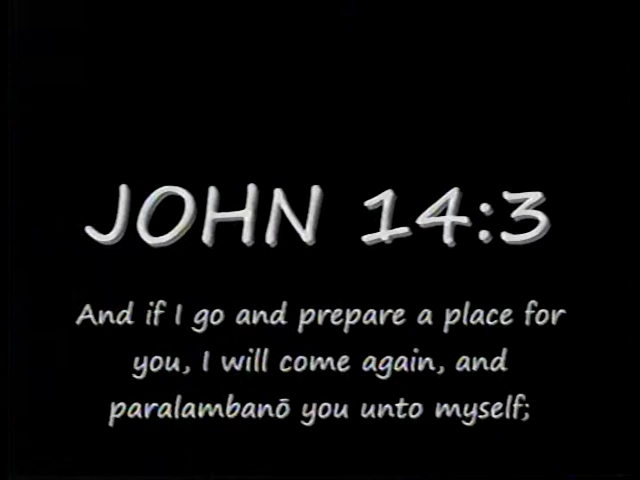 JOHN 14:3
And if I go and prepare a place for
you, I will come again, and
paralambanō you unto myself;